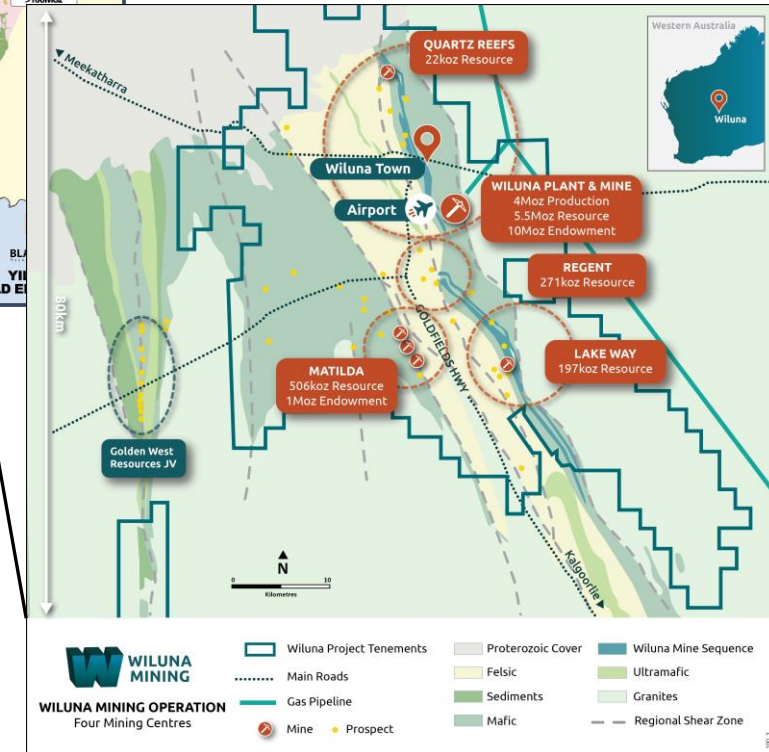 >100Moz
Western Australia
Wiluna
Meekatharra
QUARTZ REEFS
22koz Resource
Wiluna Town
Airport
WILUNA PLANT & MINE
4Moz Production
5.5Moz Resource
10Moz Endowment
REGENT
271koz Resource
80km
GOLDFIELDS HWY
MATILDA
506koz Resource
1Moz Endowment
LAKE WAY
197koz Resource
Golden West
Resources JV
N
0 10
Kilometres
Kalgoorlie
WILUNA
MINING
WILUNA MINING OPERATION
Four Mining Centres
Wiluna Project Tenements
Main Roads
Gas Pipeline
Mine
Prospect
Proterozoic Cover
Felsic
Sediments
Mafic
Wiluna Mine Sequence
Ultramafic
Granites
Regional Shear Zone